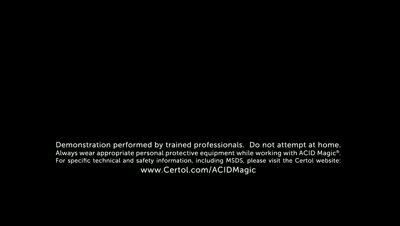 Demonstration performed by trained professionals. Do not attempt at home.
Always wear appropriate personal protective equipment while working with ACID Magic®.
For specific technical and safety information, including MSDS, please visit the Certol website:
www.Certol.com/ACIDMagic